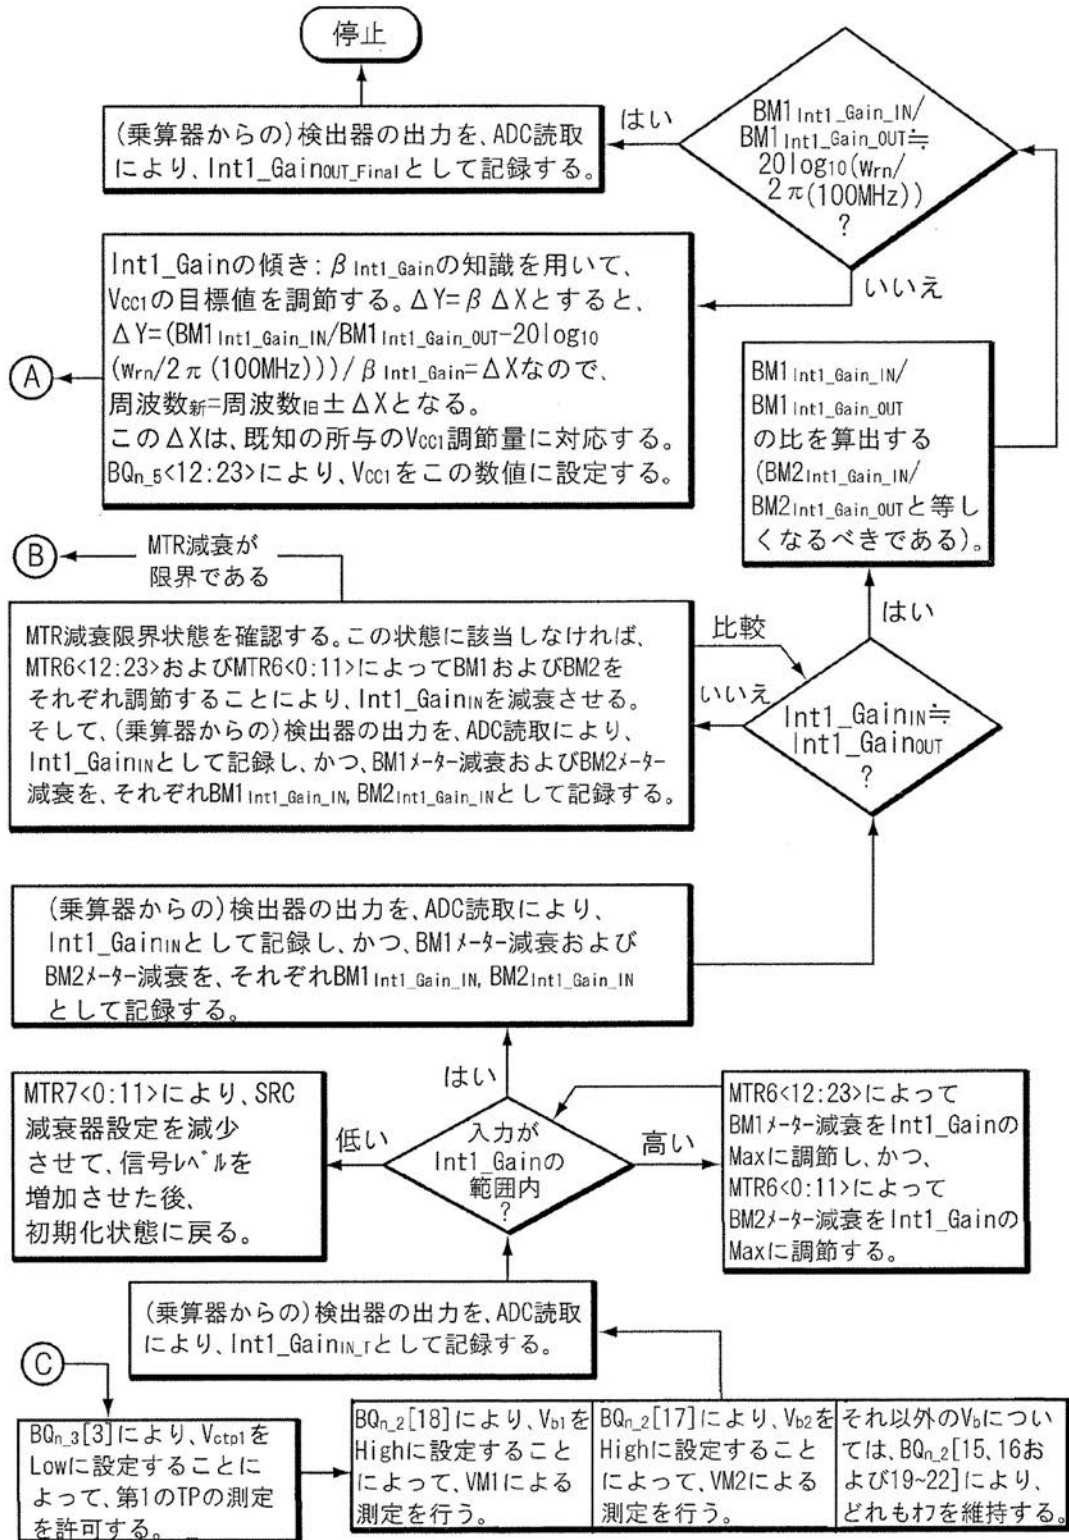 停止
(乗算器からの)検出器の出力を、ADC読取
により、Int1_GainOUT_Finalとして記録する。
はい
BM1Int1_Gain_IN/
BM1Int1_Gain_OUT≒
20log10(wrn/
2π(100MHz))
?
いいえ
Int1_Gainの傾き:βInt1_Gainの知識を用いて、
VCC1の目標値を調節する。ΔY=βΔXとすると、
ΔY=(BM1Int1_Gain_IN/BM1Int1_Gain_OUT-20log10
(wrn/2π(100MHz)))/βInt1_Gain=ΔXなので、
周波数新=周波数旧±ΔXとなる。
このΔXは、既知の所与のVCC1調節量に対応する。
BQn_5<12:23>により、VCC1をこの数値に設定する。
A
BM1Int1_Gain_IN/
BM1Int1_Gain_OUT
の比を算出する
(BM2Int1_Gain_IN/
BM2Int1_Gain_OUTと等し
くなるべきである)。
B
MTR減衰が
限界である
はい
MTR減衰限界状態を確認する。この状態に該当しなければ、
MTR6<12:23>およびMTR6<0:11>によってBM1およびBM2を
それぞれ調節することにより、Int1_GainINを減衰させる。
そして、(乗算器からの)検出器の出力を、ADC読取により、
Int1_GainINとして記録し、かつ、BM1メーター減衰およびBM2メーター
減衰を、それぞれBM1Int1_Gain_IN, BM2Int1_Gain_INとして記録する。
比較
いいえ
Int1_GainIN≒
Int1_GainOUT
?
(乗算器からの)検出器の出力を、ADC読取により、
Int1_GainINとして記録し、かつ、BM1メーター減衰および
BM2メーター減衰を、それぞれBM1Int1_Gain_IN, BM2Int1_Gain_IN
として記録する。
はい
MTR7<0:11>により、SRC
減衰器設定を減少
させて、信号レベルを
増加させた後、
初期化状態に戻る。
低い
入力が
Int1_Gainの
範囲内
?
高い
MTR6<12:23>によって
BM1メーター減衰をInt1_Gainの
Maxに調節し、かつ、
MTR6<0:11>によって
BM2メーター減衰をInt1_Gainの
Maxに調節する。
(乗算器からの)検出器の出力を、ADC読取
により、Int1_GainIN_rとして記録する。
C
BQn_3[3]により、Vctp1を
Lowに設定することに
よって、第1のTPの測定
を許可する。
BQn_2[18]により、Vb1を
Highに設定すること
によって、VM1による
測定を行う。
BQn_2[17]により、Vb2を
Highに設定すること
によって、VM2による
測定を行う。
それ以外のVbについ
ては、BQn_2[15、16お
よび19~22]により、
どれもオフを維持する。